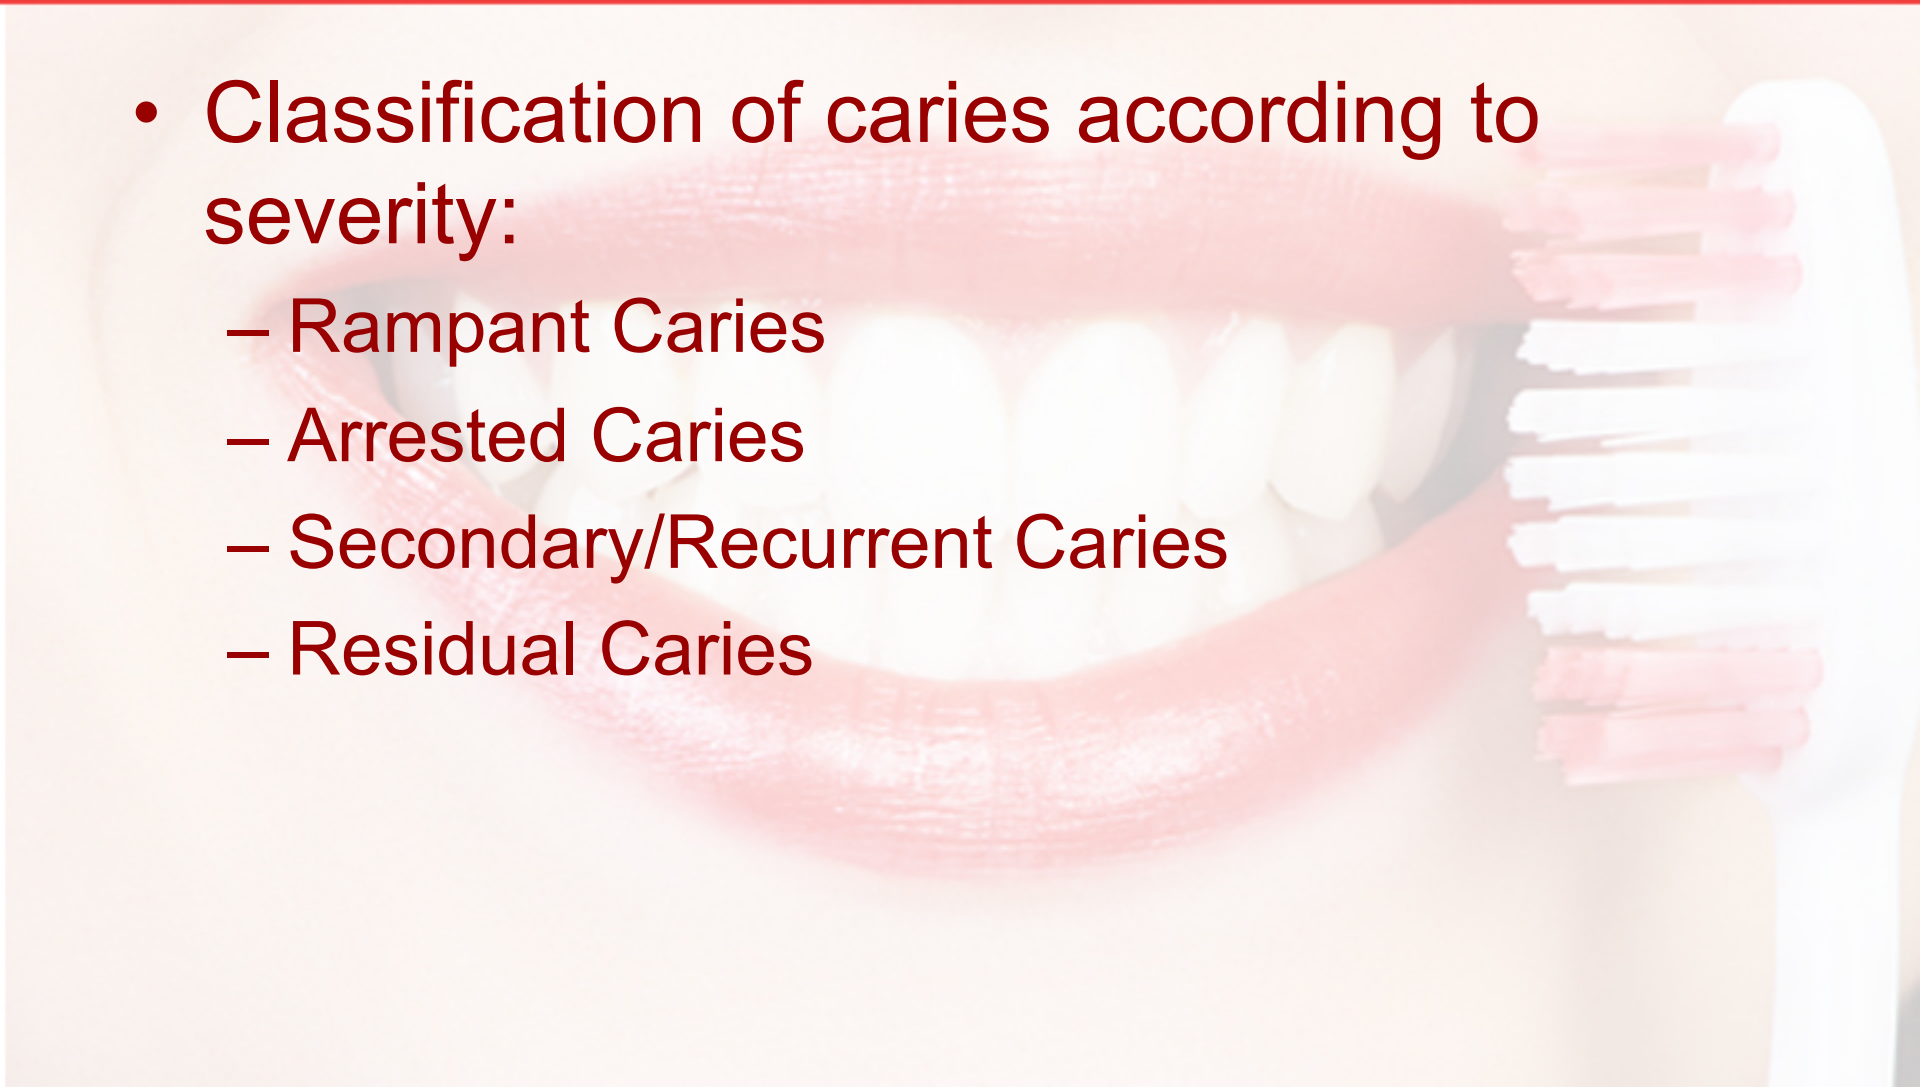 • Classification of caries according to
severity:
– Rampant Caries
– Arrested Caries
– Secondary/Recurrent Caries
– Residual Caries